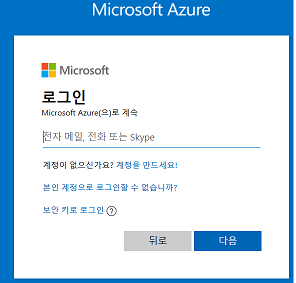 Microsoft Azure
Microsoft
로그인
Microsoft Azure(으)로 계속
전자 메일, 전화 또는 Skype
계정이 없으신가요? 계정을 만드세요!
본인 계정으로 로그인할 수 없습니까?
보안 키로 로그인 ?
뒤로
다음